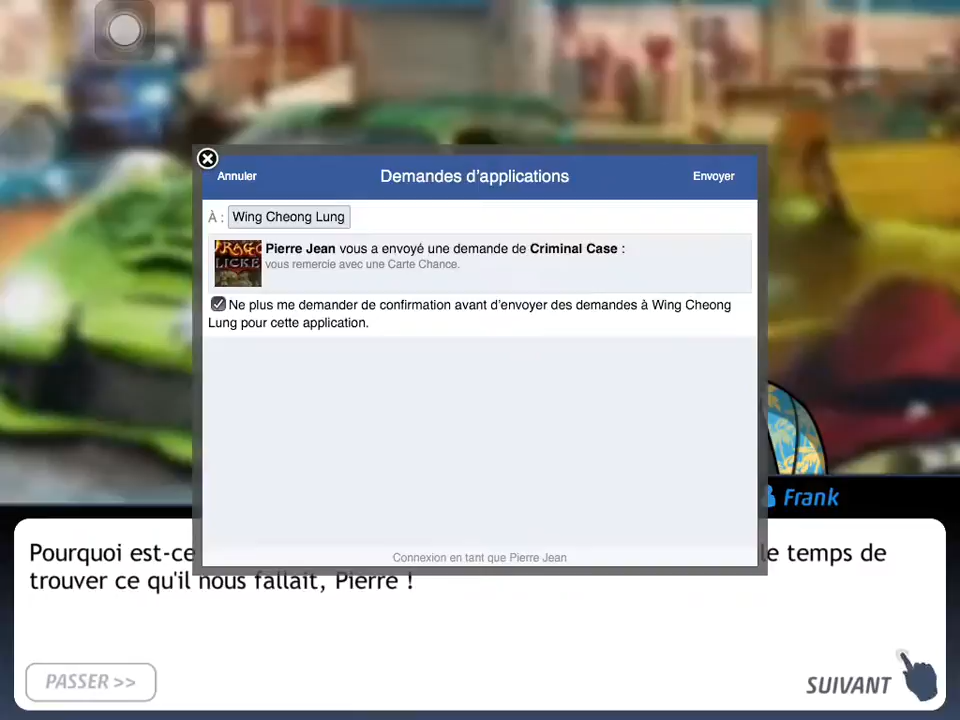 Annuler
Demandes d'applications
Envoyer
À : Wing Cheong Lung
Pierre Jean vous a envoyé une demande de Criminal Case :
vous remercie avec une Carte Chance.
Ne plus me demander de confirmation avant d'envoyer des demandes à Wing Cheong
Lung pour cette application.
Connexion en tant que Pierre Jean
Frank
Pourquoi est-ce le temps de
trouver ce qu'il nous fallait, Pierre !
PASSER >>
SUIVANT